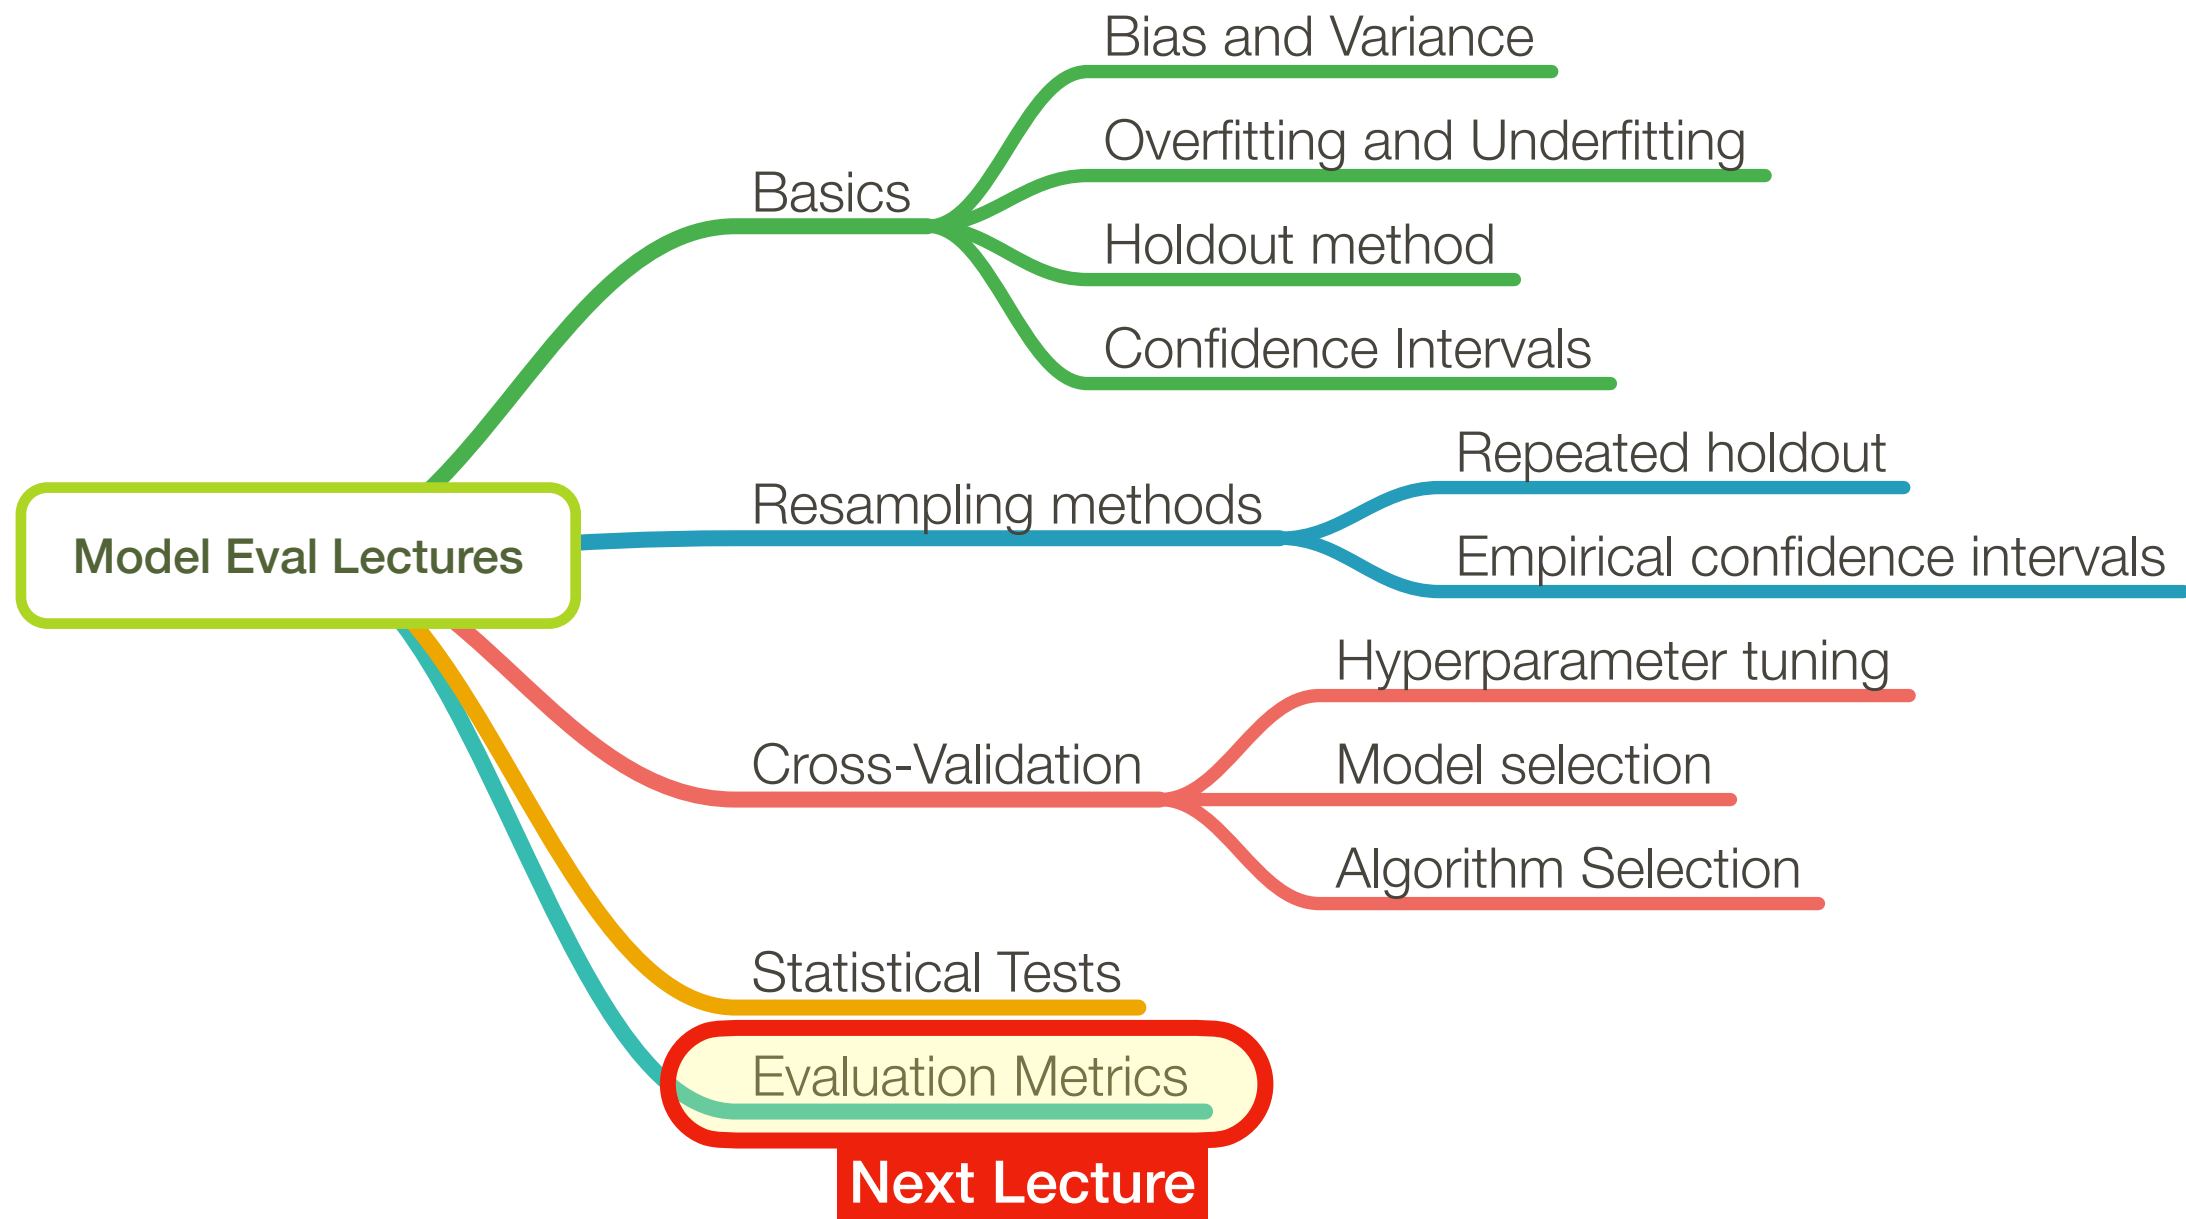 Bias and Variance
Overfitting and Underfitting
Basics
Holdout method
Confidence Intervals
Repeated holdout
Resampling methods
Empirical confidence intervals
Model Eval Lectures
Hyperparameter tuning
Cross-Validation
Model selection
Algorithm Selection
Statistical Tests
Evaluation Metrics
Next Lecture